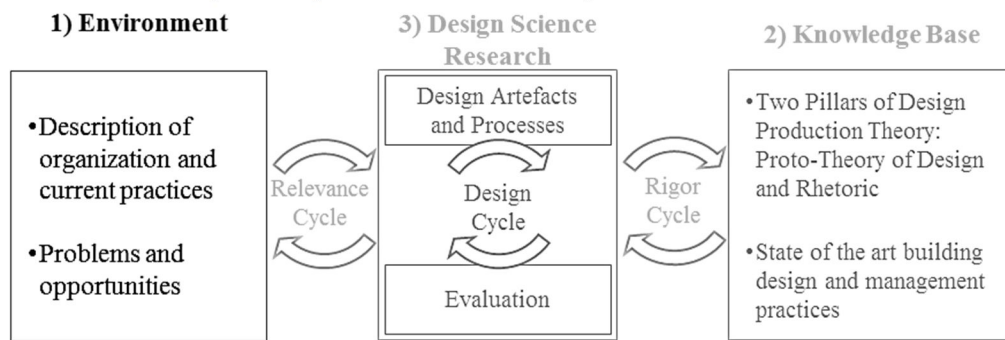 1) Environment
•Description of
organization and
current practices
•Problems and
opportunities
Relevance
Cycle
3) Design Science
Research
Design Artefacts
and Processes
Design
Cycle
Evaluation
Rigor
Cycle
2) Knowledge Base
•Two Pillars of Design
Production Theory:
Proto-Theory of Design
and Rhetoric
•State of the art building
design and management
practices